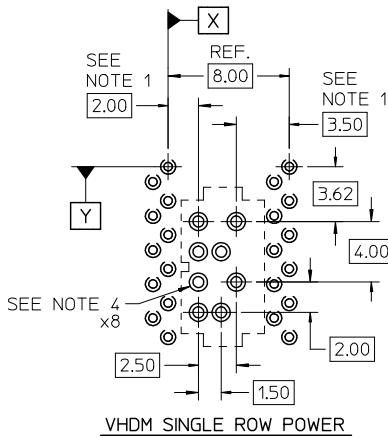 X
REF.
8.00
SEE
NOTE 1
2.00
SEE
NOTE 1
3.50
Y
3.62
4.00
SEE NOTE 4
x8
2.50
2.00
1.50
VHDM SINGLE ROW POWER